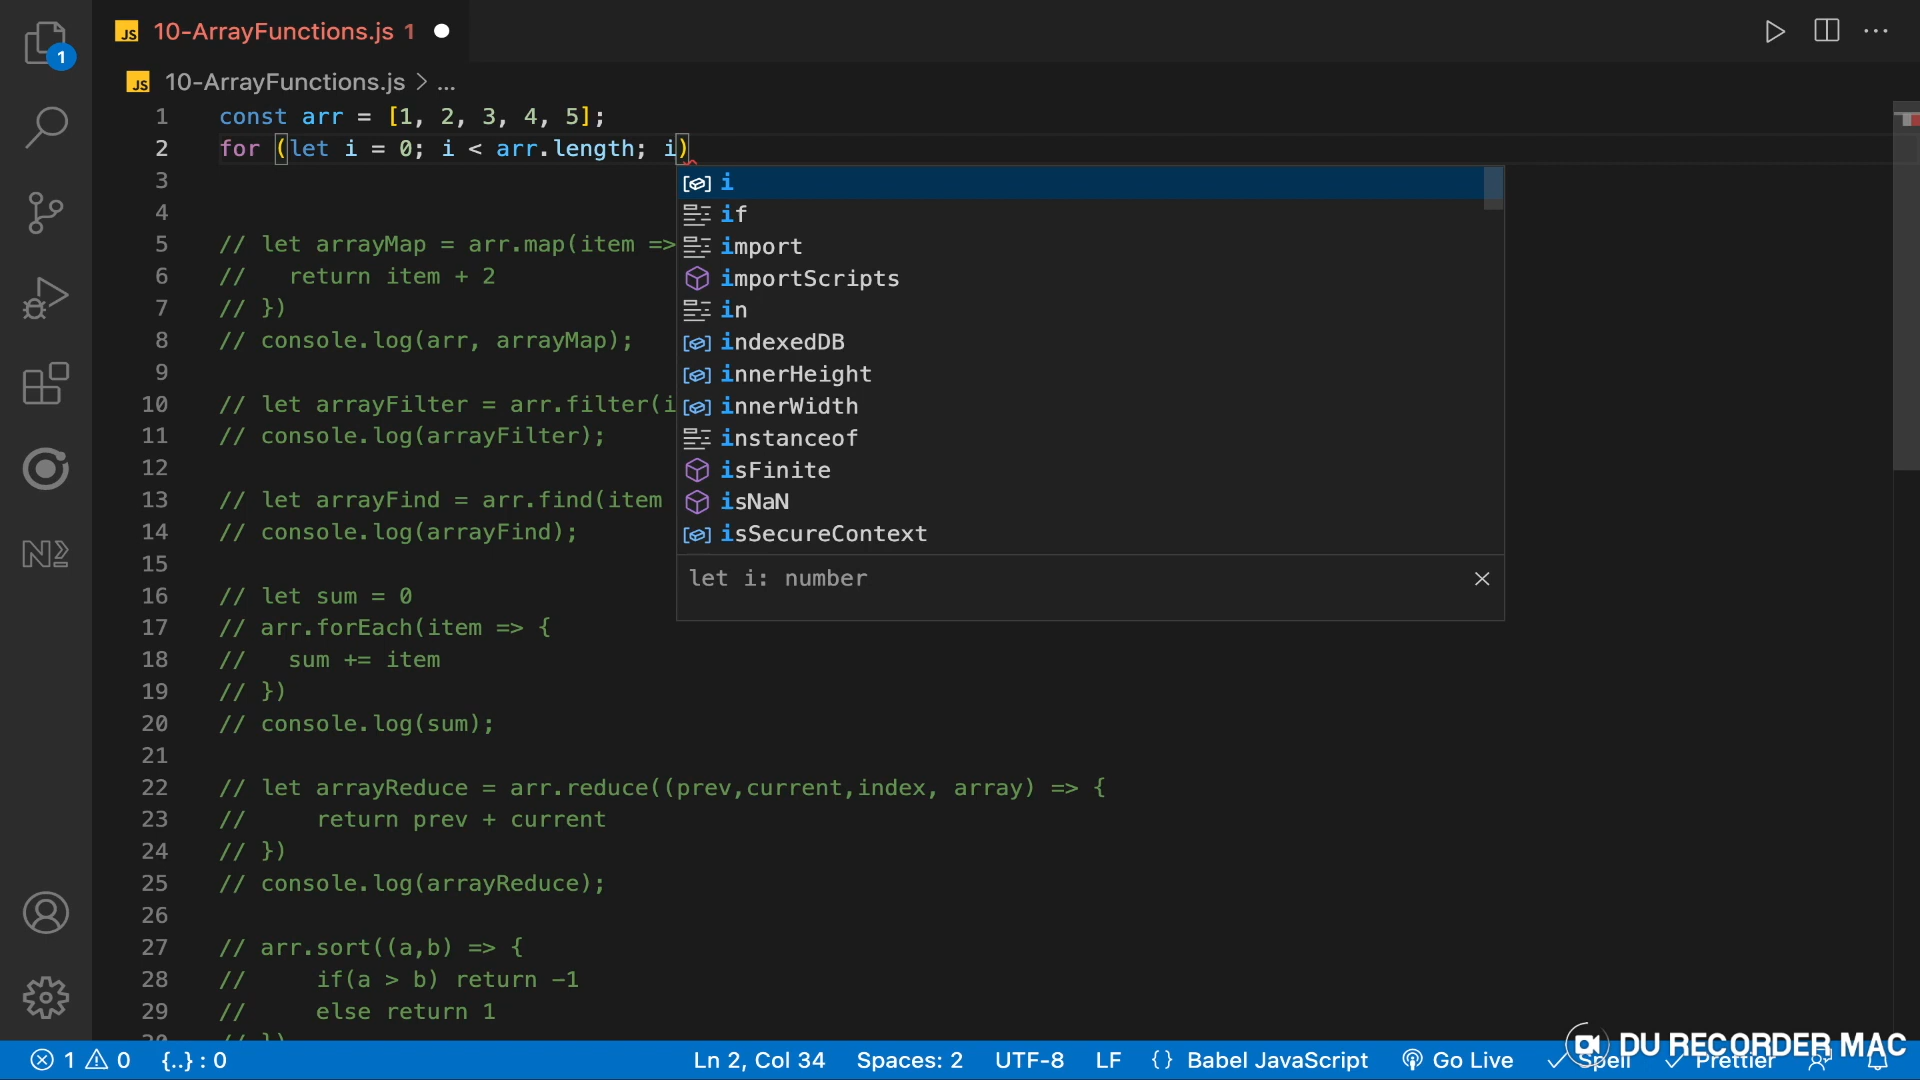 JS 10-ArrayFunctions.js 1
1
JS 10-ArrayFunctions.js > ...
1 const arr = [1, 2, 3, 4, 5];
2 for (let i = 0; i < arr.length; i)
3
4
5 // let arrayMap = arr.map(item =>
6 //   return item + 2
7 // })
8 // console.log(arr, arrayMap);
9
10 // let arrayFilter = arr.filter(i
11 // console.log(arrayFilter);
12
13 // let arrayFind = arr.find(item
14 // console.log(arrayFind);
15
16 // let sum = 0
17 // arr.forEach(item => {
18 //   sum += item
19 // })
20 // console.log(sum);
21
22 // let arrayReduce = arr.reduce((prev,current,index, array) => {
23 //     return prev + current
24 // })
25 // console.log(arrayReduce);
26
27 // arr.sort((a,b) => {
28 //     if(a > b) return -1
29 //     else return 1
i
if
import
importScripts
in
indexedDB
innerHeight
innerWidth
instanceof
isFinite
isNaN
isSecureContext
let i: number
DU RECORDER MAC
1 0 {..} : 0 Ln 2, Col 34 Spaces: 2 UTF-8 LF {} Babel JavaScript Go Live Spell Prettier